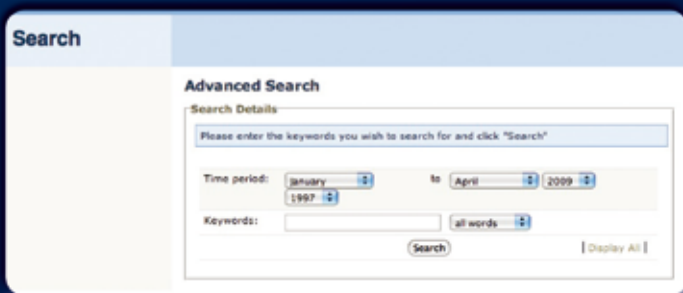 Search
Advanced Search
Search Details
Please enter the keywords you wish to search for and click "Search"
Time period: January to April 2009
1997
Keywords: all words
Search | Display All |